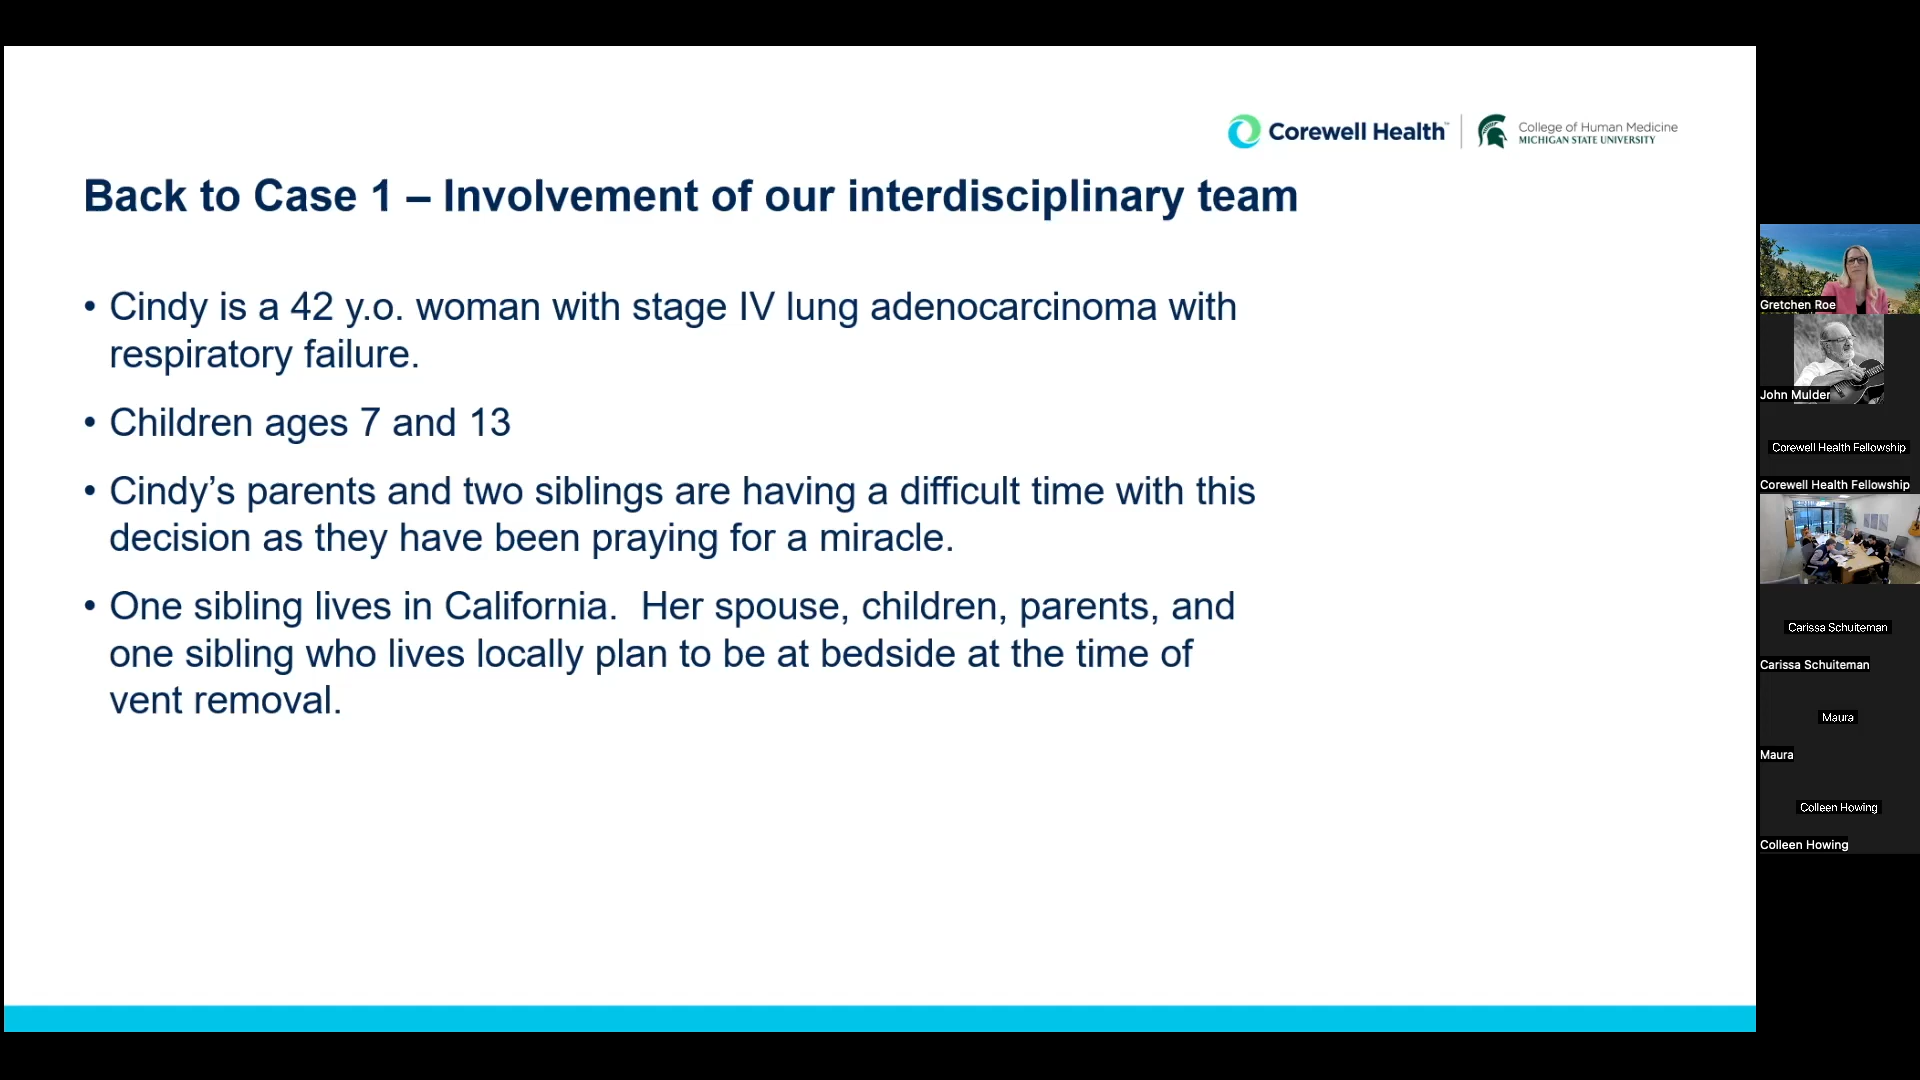 Corewell Health™
College of Human Medicine
MICHIGAN STATE UNIVERSITY
Back to Case 1 – Involvement of our interdisciplinary team
• Cindy is a 42 y.o. woman with stage IV lung adenocarcinoma with
respiratory failure.
• Children ages 7 and 13
• Cindy’s parents and two siblings are having a difficult time with this
decision as they have been praying for a miracle.
• One sibling lives in California.  Her spouse, children, parents, and
one sibling who lives locally plan to be at bedside at the time of
vent removal.
Gretchen Roe
John Mulder
Corewell Health Fellowship
Corewell Health Fellowship
Carissa Schuiteman
Carissa Schuiteman
Maura
Maura
Colleen Howing
Colleen Howing